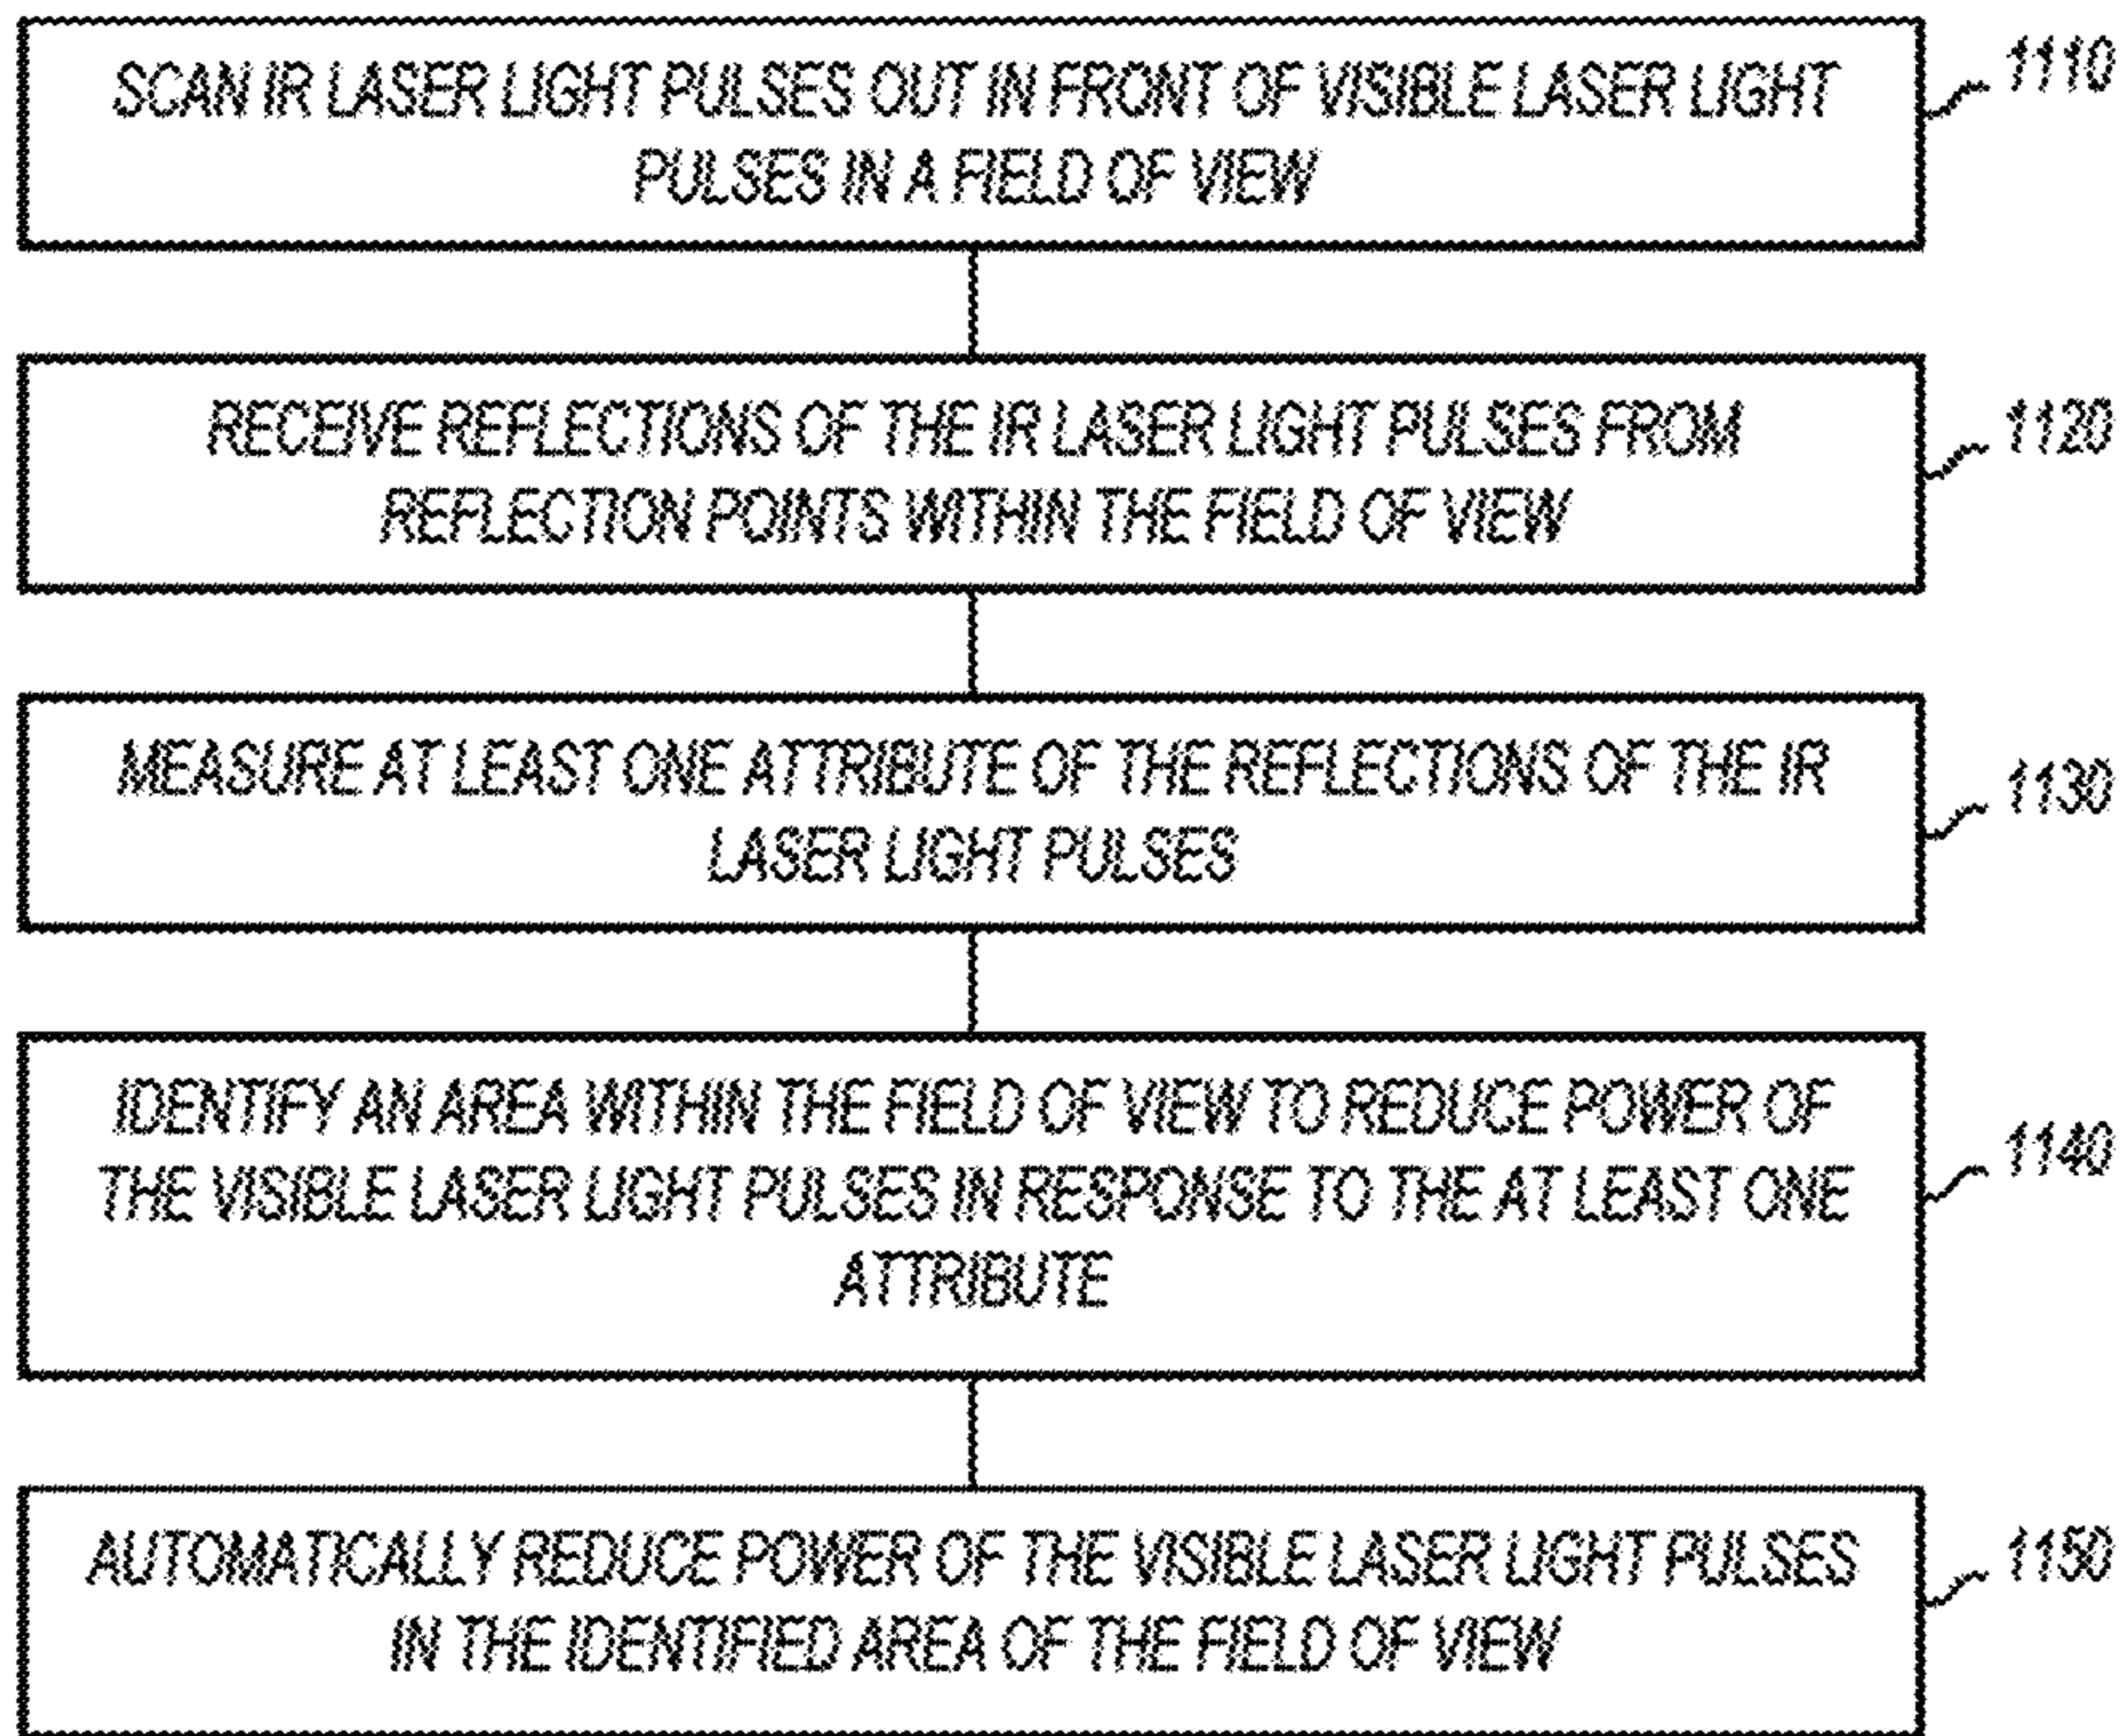 SCAN IR LASER LIGHT PULSES OUT IN FRONT OF VISIBLE LASER LIGHT
PULSES IN A FIELD OF VIEW
1110
RECEIVE REFLECTIONS OF THE IR LASER LIGHT PULSES FROM
REFLECTION POINTS WITHIN THE FIELD OF VIEW
1120
MEASURE AT LEAST ONE ATTRIBUTE OF THE REFLECTIONS OF THE IR
LASER LIGHT PULSES
1130
IDENTIFY AN AREA WITHIN THE FIELD OF VIEW TO REDUCE POWER OF
THE VISIBLE LASER LIGHT PULSES IN RESPONSE TO THE AT LEAST ONE
ATTRIBUTE
1140
AUTOMATICALLY REDUCE POWER OF THE VISIBLE LASER LIGHT PULSES
IN THE IDENTIFIED AREA OF THE FIELD OF VIEW
1150